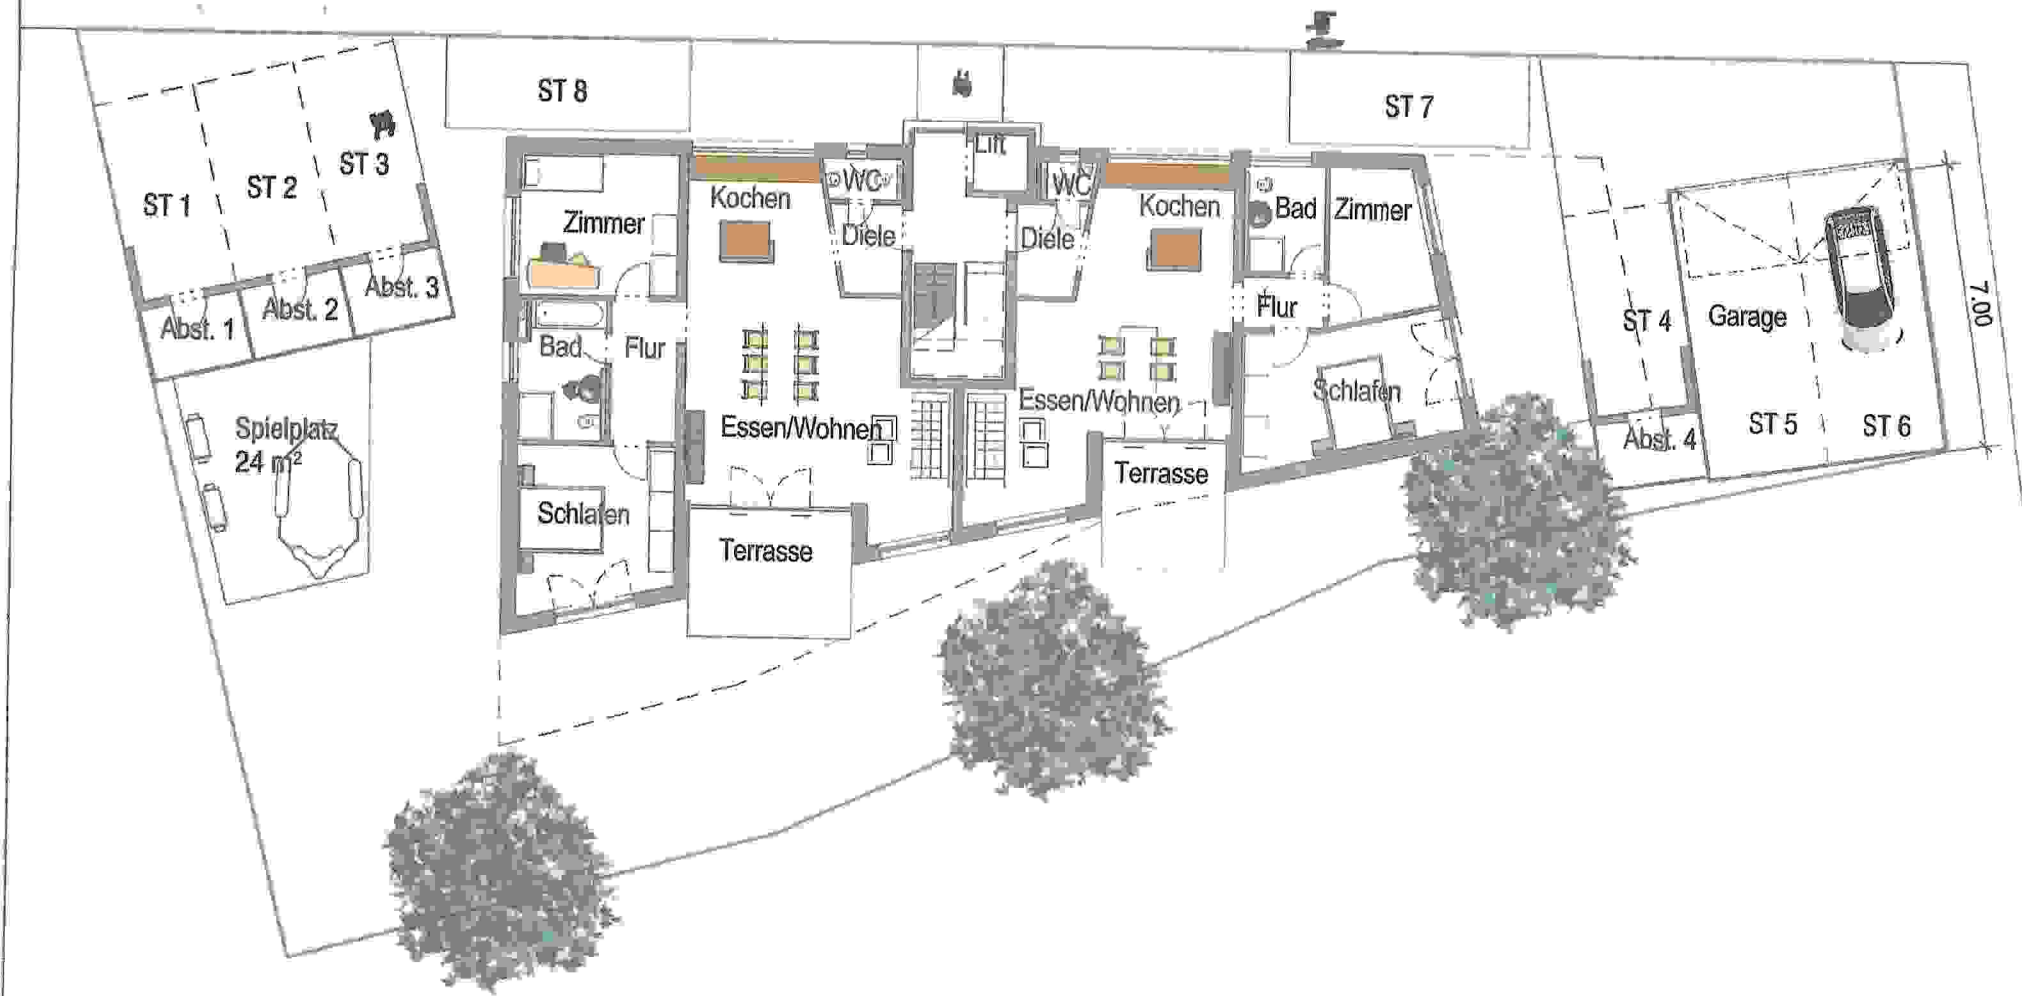 ST 8
ST 7
Lift
ST 1
ST 2
ST 3
Zimmer
Kochen
WC
Diele
WC
Diele
Kochen
Bad
Zimmer
Abst. 1
Abst. 2
Abst. 3
Bad
Flur
Flur
ST 4
Garage
7.00
Spielplatz
24 m²
Essen/Wohnen
Essen/Wohnen
Schlafen
Abst. 4
ST 5
ST 6
Schlafen
Terrasse
Terrasse